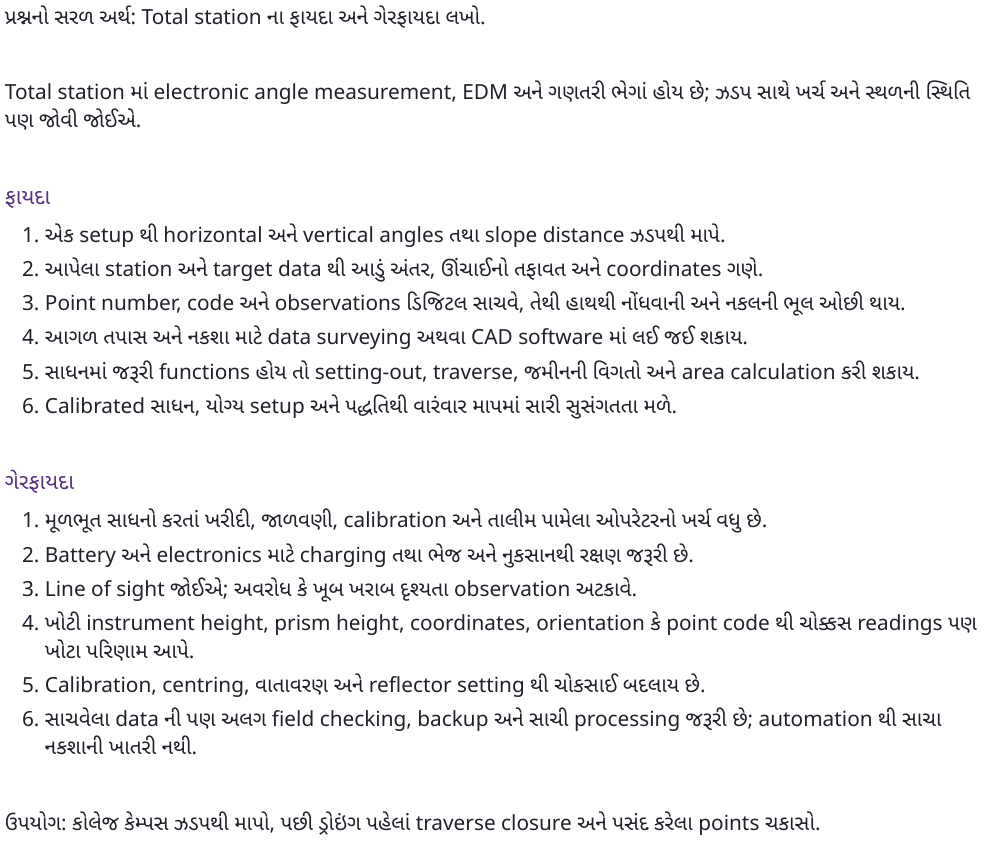 પ્રશ્નનો સરળ અર્થ: Total station ના ફાયદા અને ગેરફાયદા લખો.
Total station માં electronic angle measurement, EDM અને ગણતરી ભેગાં હોય છે; ઝડપ સાથે ખર્ચ અને સ્થળની સ્થિતિ
પણ જોવી જોઈએ.
ફાયદા
1. એક setup થી horizontal અને vertical angles તથા slope distance ઝડપથી માપે.
2. આપેલા station અને target data થી આડું અંતર, ઊંચાઈનો તફાવત અને coordinates ગણે.
3. Point number, code અને observations ડિજિટલ સાચવે, તેથી હાથથી નોંધવાની અને નકલની ભૂલ ઓછી થાય.
4. આગળ તપાસ અને નકશા માટે data surveying અથવા CAD software માં લઈ જઈ શકાય.
5. સાધનમાં જરૂરી functions હોય તો setting-out, traverse, જમીનની વિગતો અને area calculation કરી શકાય.
6. Calibrated સાધન, યોગ્ય setup અને પદ્ધતિથી વારંવાર માપમાં સારી સુસંગતતા મળે.
ગેરફાયદા
1. મૂળભૂત સાધનો કરતાં ખરીદી, જાળવણી, calibration અને તાલીમ પામેલા ઓપરેટરનો ખર્ચ વધુ છે.
2. Battery અને electronics માટે charging તથા ભેજ અને નુકસાનથી રક્ષણ જરૂરી છે.
3. Line of sight જોઈએ; અવરોધ કે ખૂબ ખરાબ દૃશ્યતા observation અટકાવે.
4. ખોટી instrument height, prism height, coordinates, orientation કે point code થી ચોક્કસ readings પણ
ખોટા પરિણામ આપે.
5. Calibration, centring, વાતાવરણ અને reflector setting થી ચોકસાઈ બદલાય છે.
6. સાચવેલા data ની પણ અલગ field checking, backup અને સાચી processing જરૂરી છે; automation થી સાચા
નકશાની ખાતરી નથી.
ઉપયોગ: કોલેજ કેમ્પસ ઝડપથી માપો, પછી ડ્રોઇંગ પહેલાં traverse closure અને પસંદ કરેલા points ચકાસો.